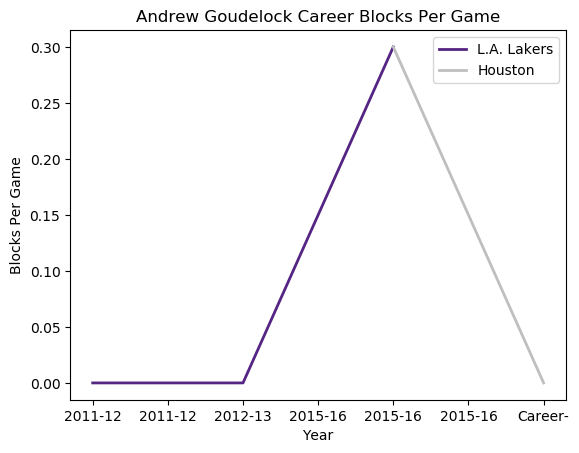 Andrew Goudelock Career Blocks Per Game
L.A. Lakers
Houston
0.30
0.25
0.20
0.15
0.10
0.05
0.00
Blocks Per Game
2011-12 2011-12 2012-13 2015-16 2015-16 2015-16 Career-
Year